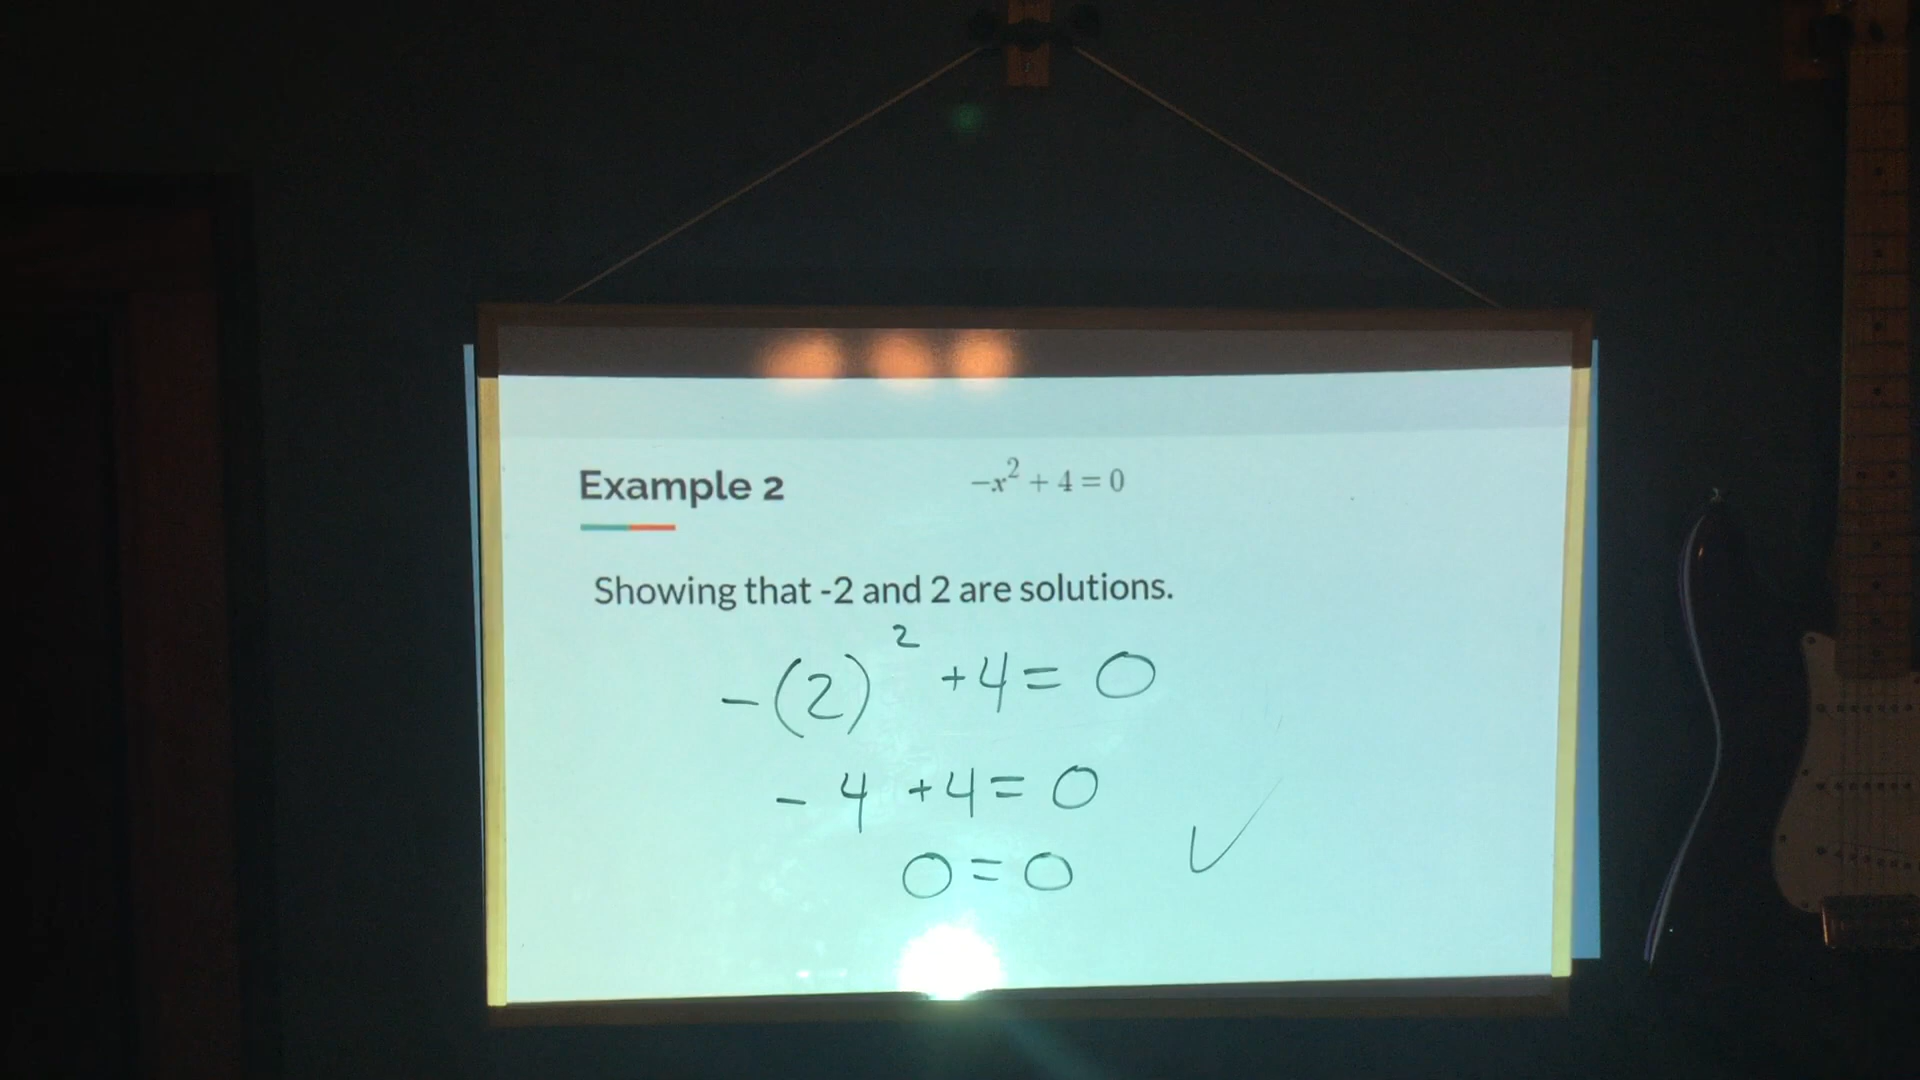 Example 2
-x² + 4 = 0
Showing that -2 and 2 are solutions.
-(2)² +4 = 0
-4 +4 = 0
0 = 0 ✓